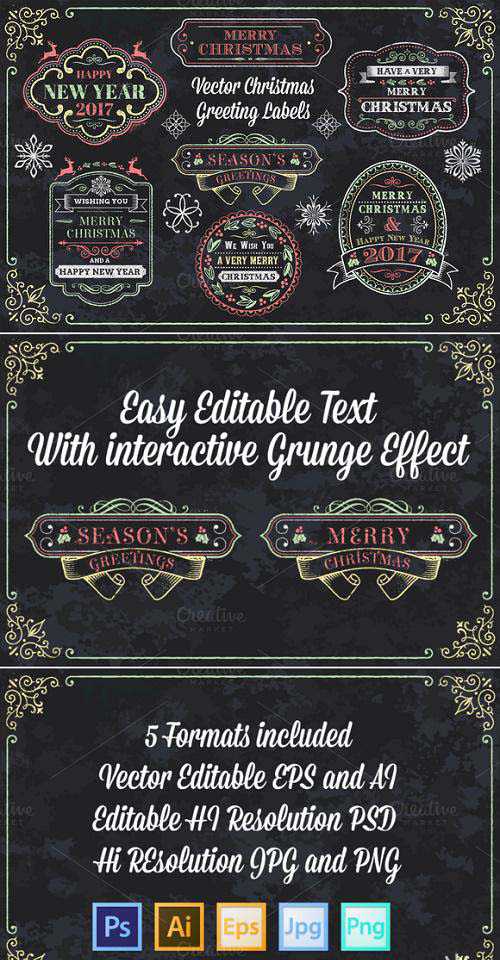 MERRY
CHRISTMAS
HAPPY
NEW YEAR
2017
Vector Christmas
Greeting Labels
HAVE A VERY
MERRY
CHRISTMAS
SEASON'S
GREETINGS
WISHING YOU
MERRY
CHRISTMAS
AND A
HAPPY NEW YEAR
WE WISH YOU
A VERY MERRY
CHRISTMAS
MERRY
CHRISTMAS
&
HAPPY NEW YEAR
2017
Easy Editable Text
With interactive Grunge Effect
SEASON'S
GREETINGS
MERRY
CHRISTMAS
Creative
MARKET
5 Formats included
Vector Editable EPS and AI
Editable HI Resolution PSD
Hi REsolution JPG and PNG
Ps Ai Eps Jpg Png